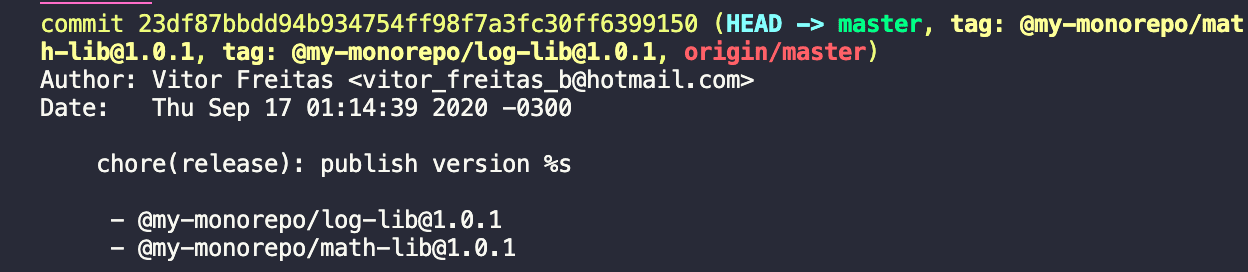 commit 23df87bbdd94b934754ff98f7a3fc30ff6399150 (HEAD -> master, tag: @my-monorepo/mat
h-lib@1.0.1, tag: @my-monorepo/log-lib@1.0.1, origin/master)
Author: Vitor Freitas <vitor_freitas_b@hotmail.com>
Date:   Thu Sep 17 01:14:39 2020 -0300
chore(release): publish version %s
- @my-monorepo/log-lib@1.0.1
- @my-monorepo/math-lib@1.0.1